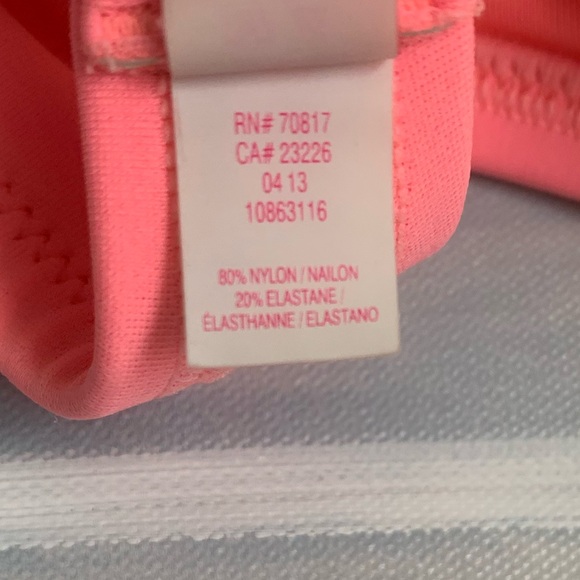 RN# 70817
CA# 23226
04 13
10863116
80% NYLON / NAILON
20% ELASTANE /
ÉLASTHANNE / ELASTANO